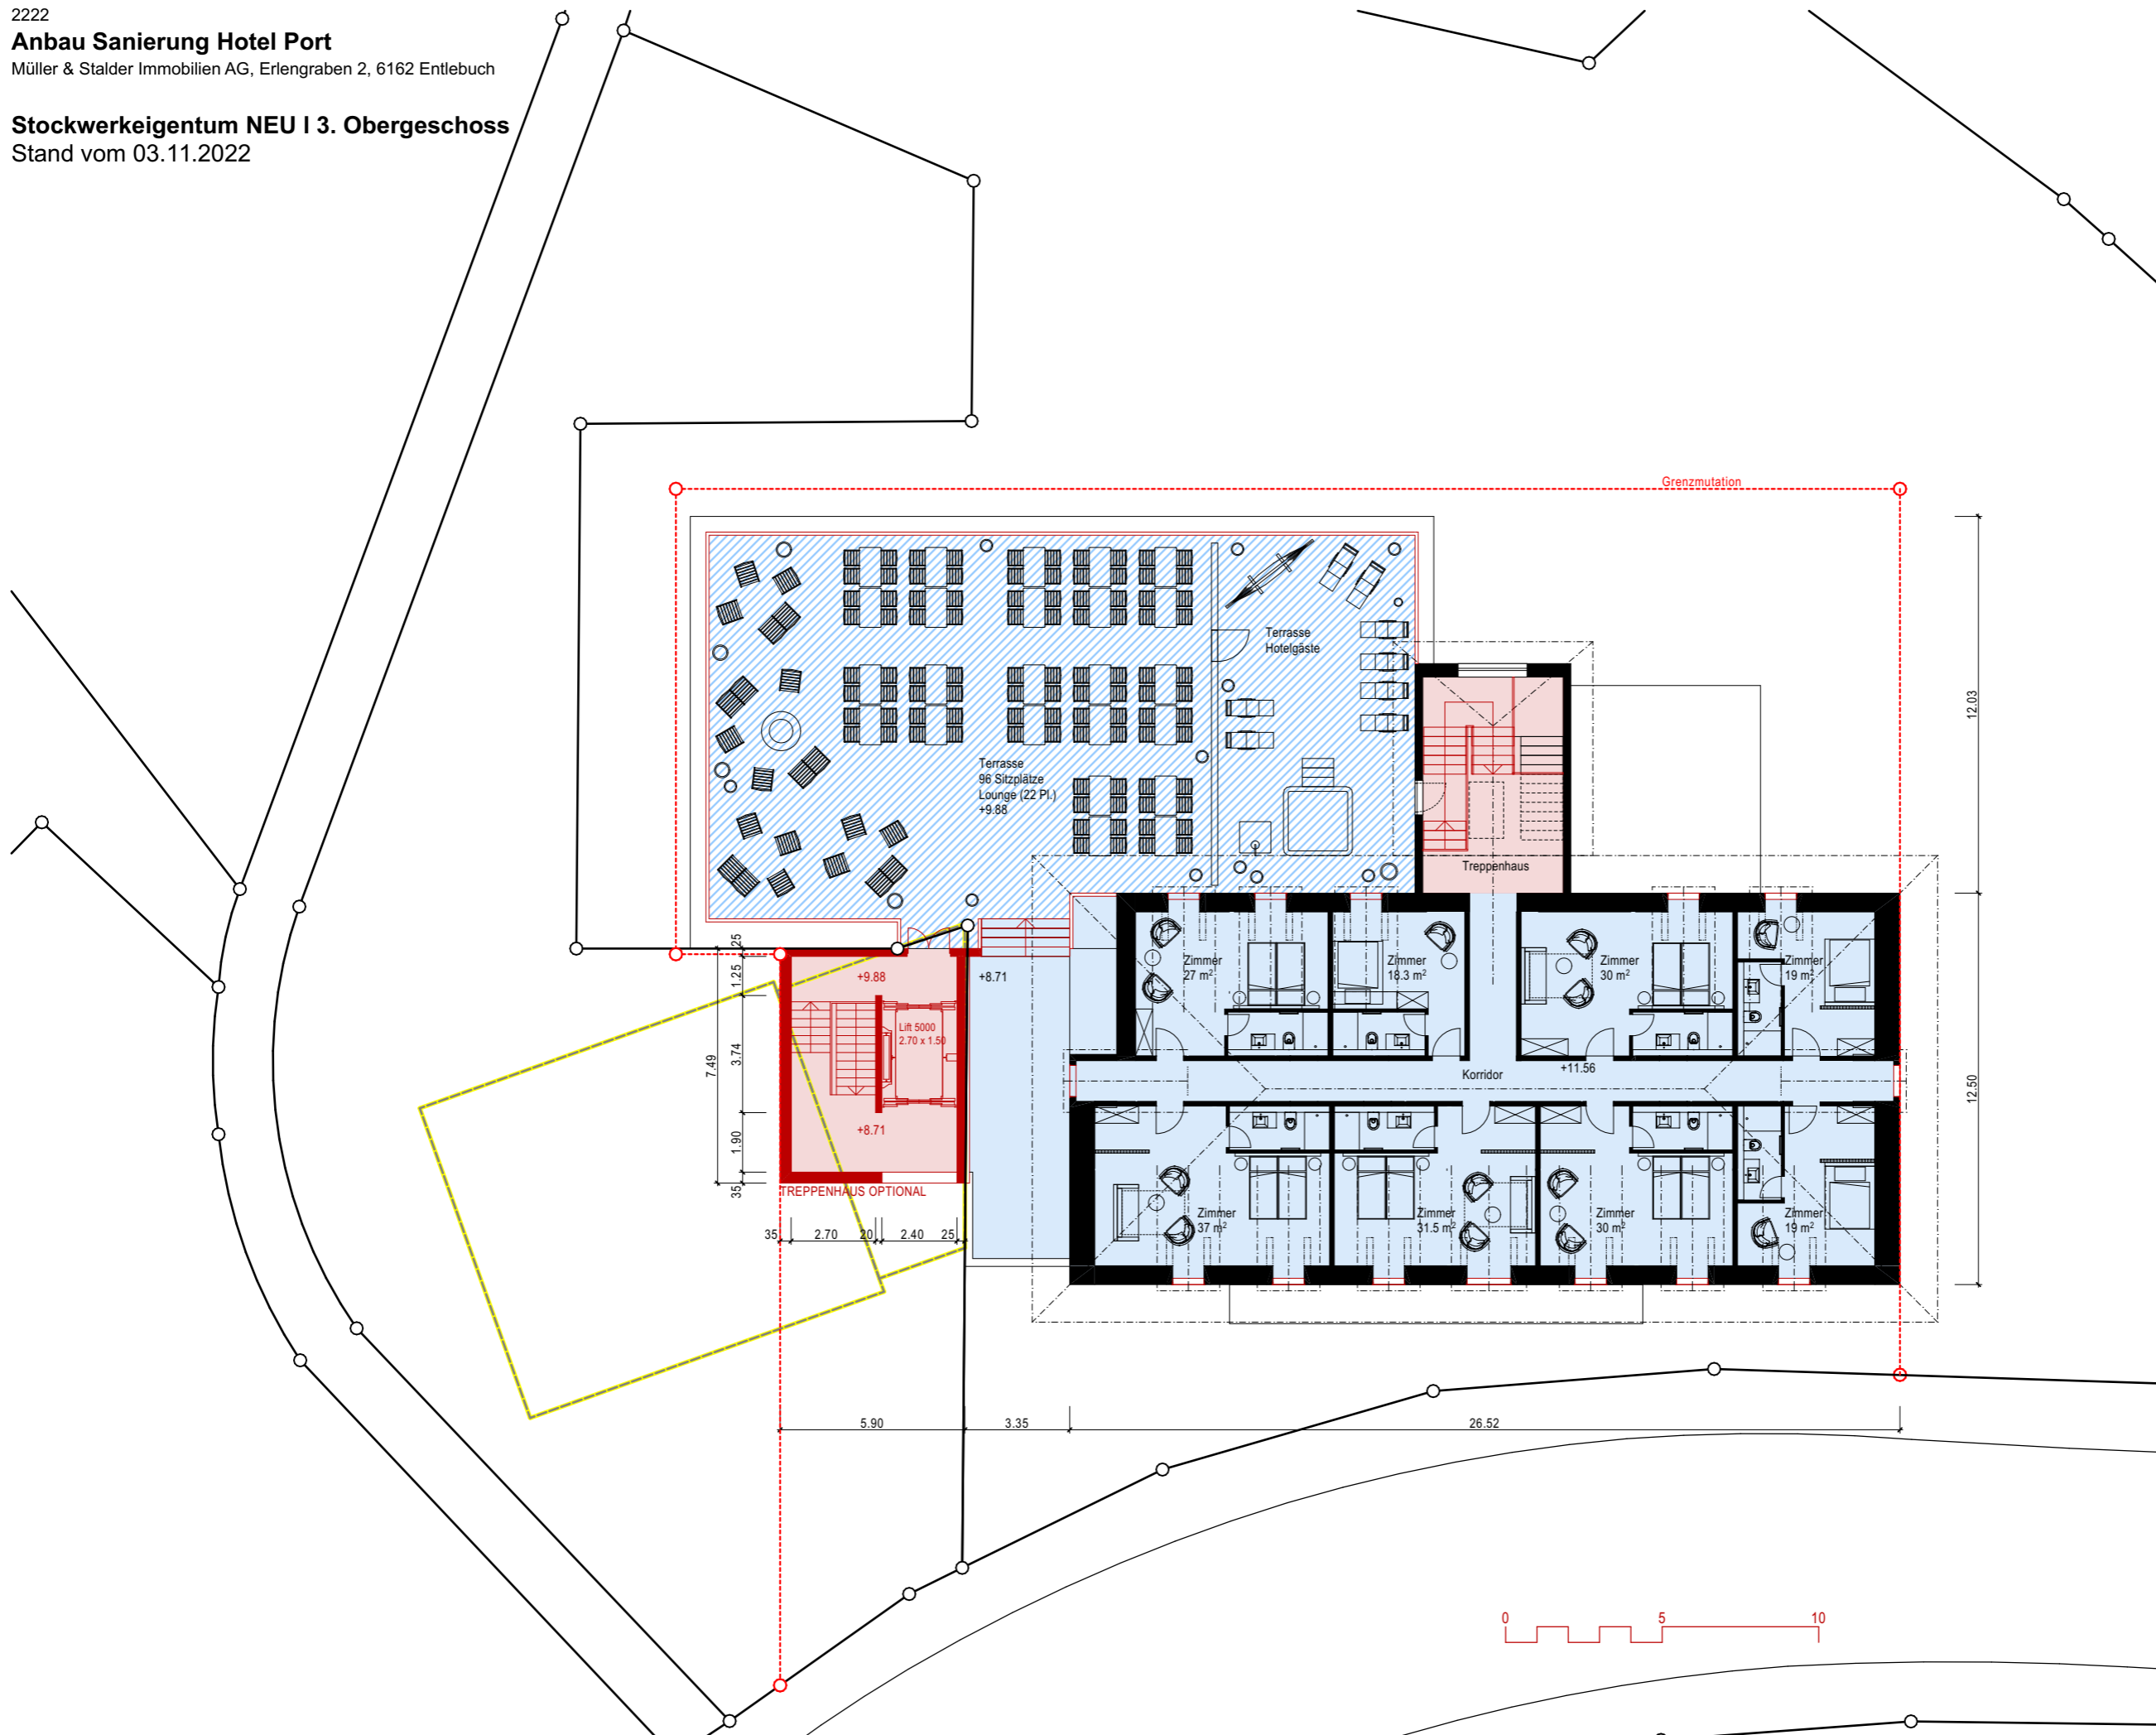 2222
Anbau Sanierung Hotel Port
Müller & Stalder Immobilien AG, Erlengraben 2, 6162 Entlebuch
Stockwerkeigentum NEU I 3. Obergeschoss
Stand vom 03.11.2022
Grenzmutation
Terrasse
Hotelgäste
12.03
Terrasse
96 Sitzplätze
Lounge (22 Pl.)
+9.88
Treppenhaus
25
1.25
3.74
7.49
1.90
35
+9.88
+8.71
Lift 5000
2.70 x 1.50
+8.71
TREPPENHAUS OPTIONAL
35
2.70
20
2.40
25
Zimmer
27 m²
Zimmer
18.3 m²
Zimmer
30 m²
Zimmer
19 m²
Korridor
+11.56
12.50
Zimmer
37 m²
Zimmer
31.5 m²
Zimmer
30 m²
Zimmer
19 m²
5.90
3.35
26.52
0
5
10